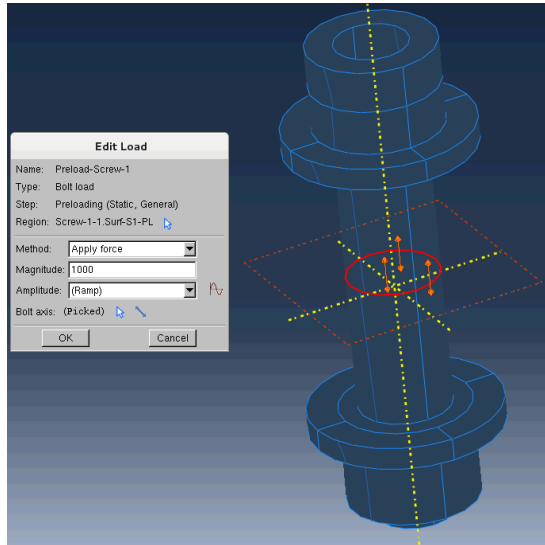 Edit Load
Name: Preload-Screw-1
Type: Bolt load
Step: Preloading (Static, General)
Region: Screw-1-1.Surf-S1-PL
Method: Apply force
Magnitude: 1000
Amplitude: (Ramp)
Bolt axis: (Picked)
OK Cancel